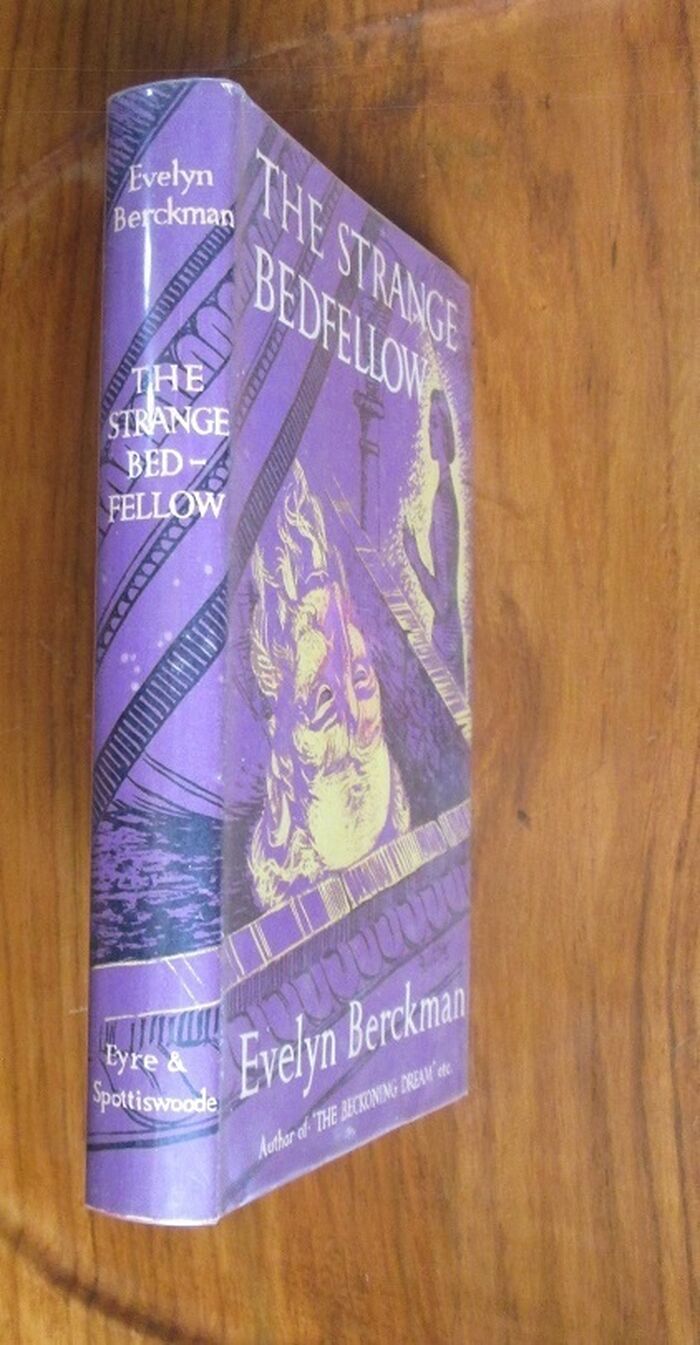 Evelyn
Berckman
THE
STRANGE
BED-
FELLOW
Eyre &
Spottiswoode
THE STRANGE
BEDFELLOW
Evelyn Berckman
Author of "THE BECKONING DREAM" etc.